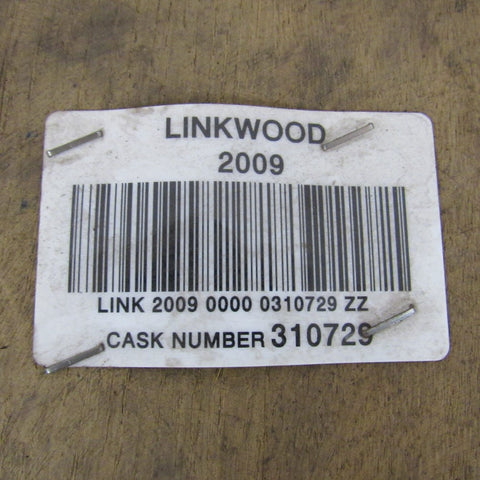 LINKWOOD
2009
LINK 2009 0000 0310729 ZZ
CASK NUMBER 310729